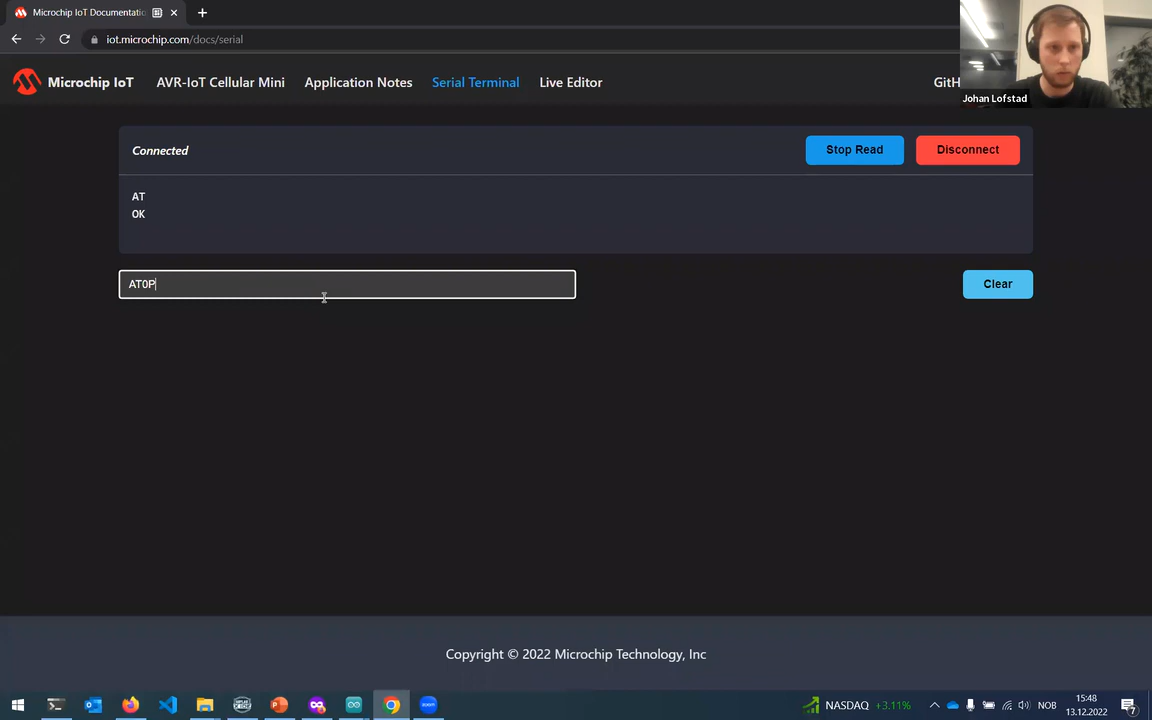 Microchip IoT Documentatio
iot.microchip.com/docs/serial
Microchip IoT
AVR-IoT Cellular Mini
Application Notes
Serial Terminal
Live Editor
GitH
Johan Lofstad
Connected
Stop Read
Disconnect
AT
OK
ATOP
Clear
Copyright © 2022 Microchip Technology, Inc
NASDAQ +3.11%
NOB
15:48
13.12.2022
7